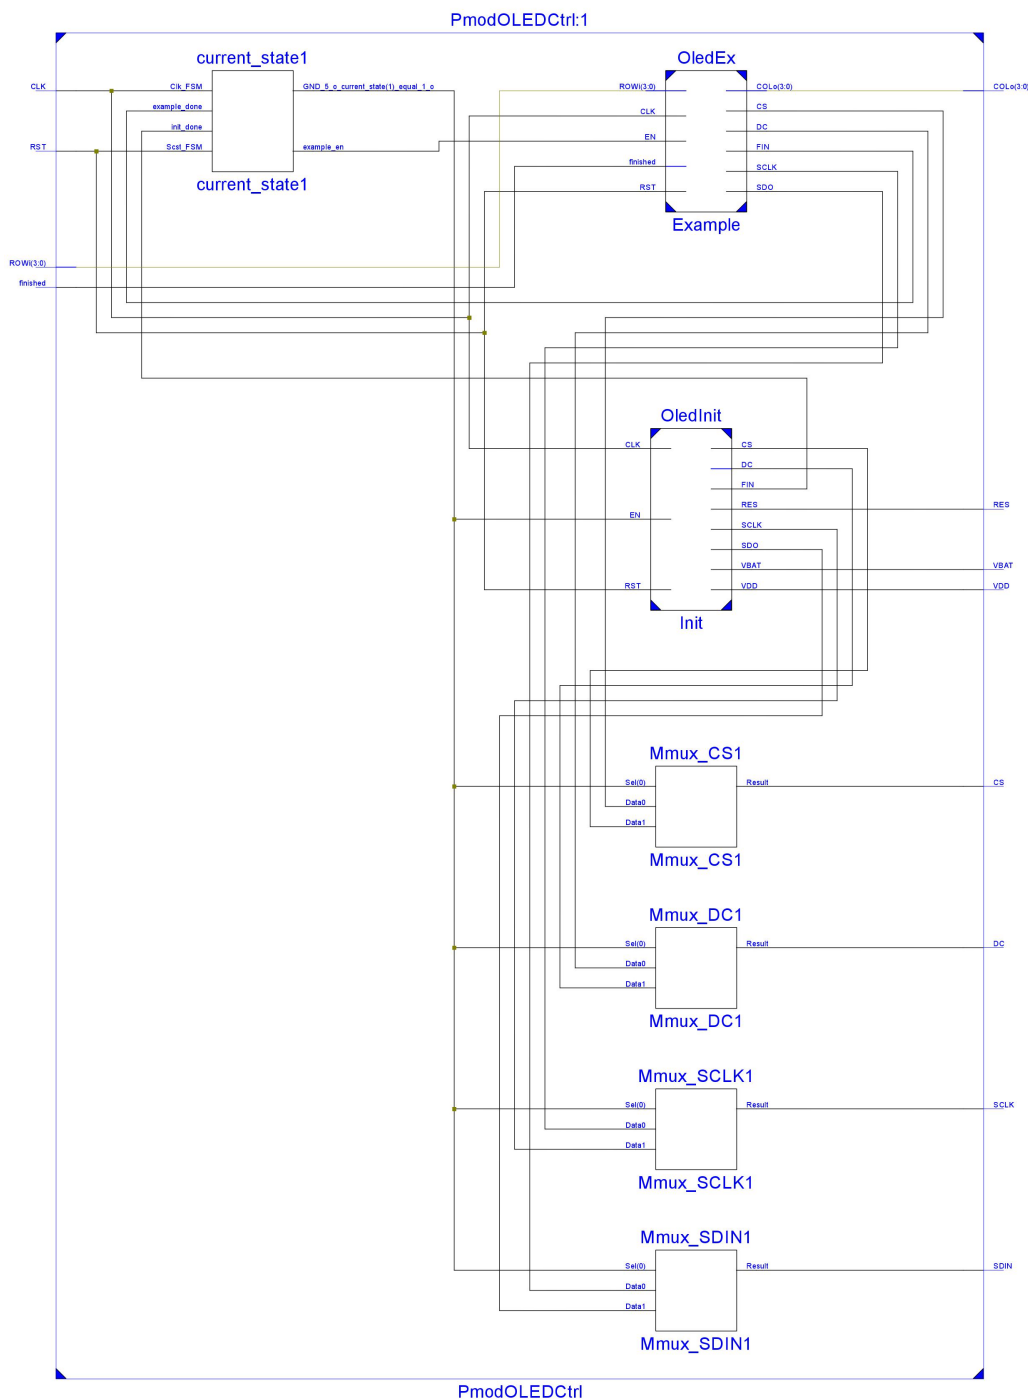 PmodOLEDCtrl:1
current_state1
OledEx
CLK
Clk_FSM
GND_5_o_current_state(1)_equal_1_o
ROWi(3:0)
COLo(3:0)
COLo(3:0)
example_done
CLK
CS
init_done
EN
DC
RST
Scst_FSM
example_en
finished
FIN
SCLK
RST
SDO
current_state1
Example
ROWi(3:0)
finished
OledInit
CLK
CS
DC
FIN
EN
RES
RES
SCLK
SDO
VBAT
VBAT
RST
VDD
VDD
Init
Mmux_CS1
Sel(0)
Result
CS
Data0
Data1
Mmux_CS1
Mmux_DC1
Sel(0)
Result
DC
Data0
Data1
Mmux_DC1
Mmux_SCLK1
Sel(0)
Result
SCLK
Data0
Data1
Mmux_SCLK1
Mmux_SDIN1
Sel(0)
Result
SDIN
Data0
Data1
Mmux_SDIN1
PmodOLEDCtrl